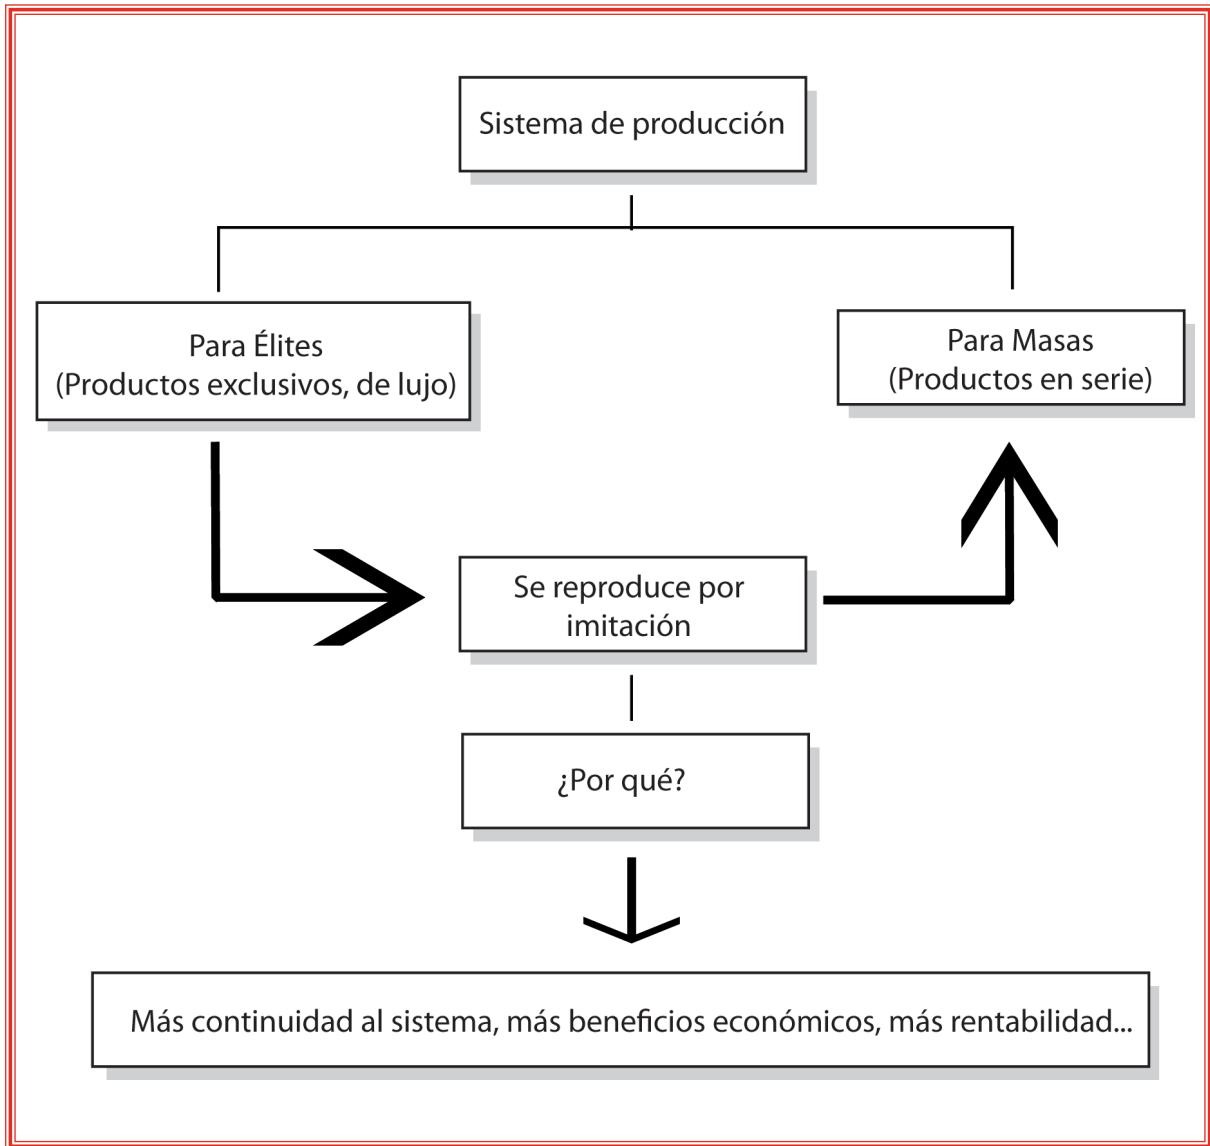 Sistema de producción
Para Élites
(Productos exclusivos, de lujo)
Para Masas
(Productos en serie)
Se reproduce por
imitación
¿Por qué?
Más continuidad al sistema, más beneficios económicos, más rentabilidad...